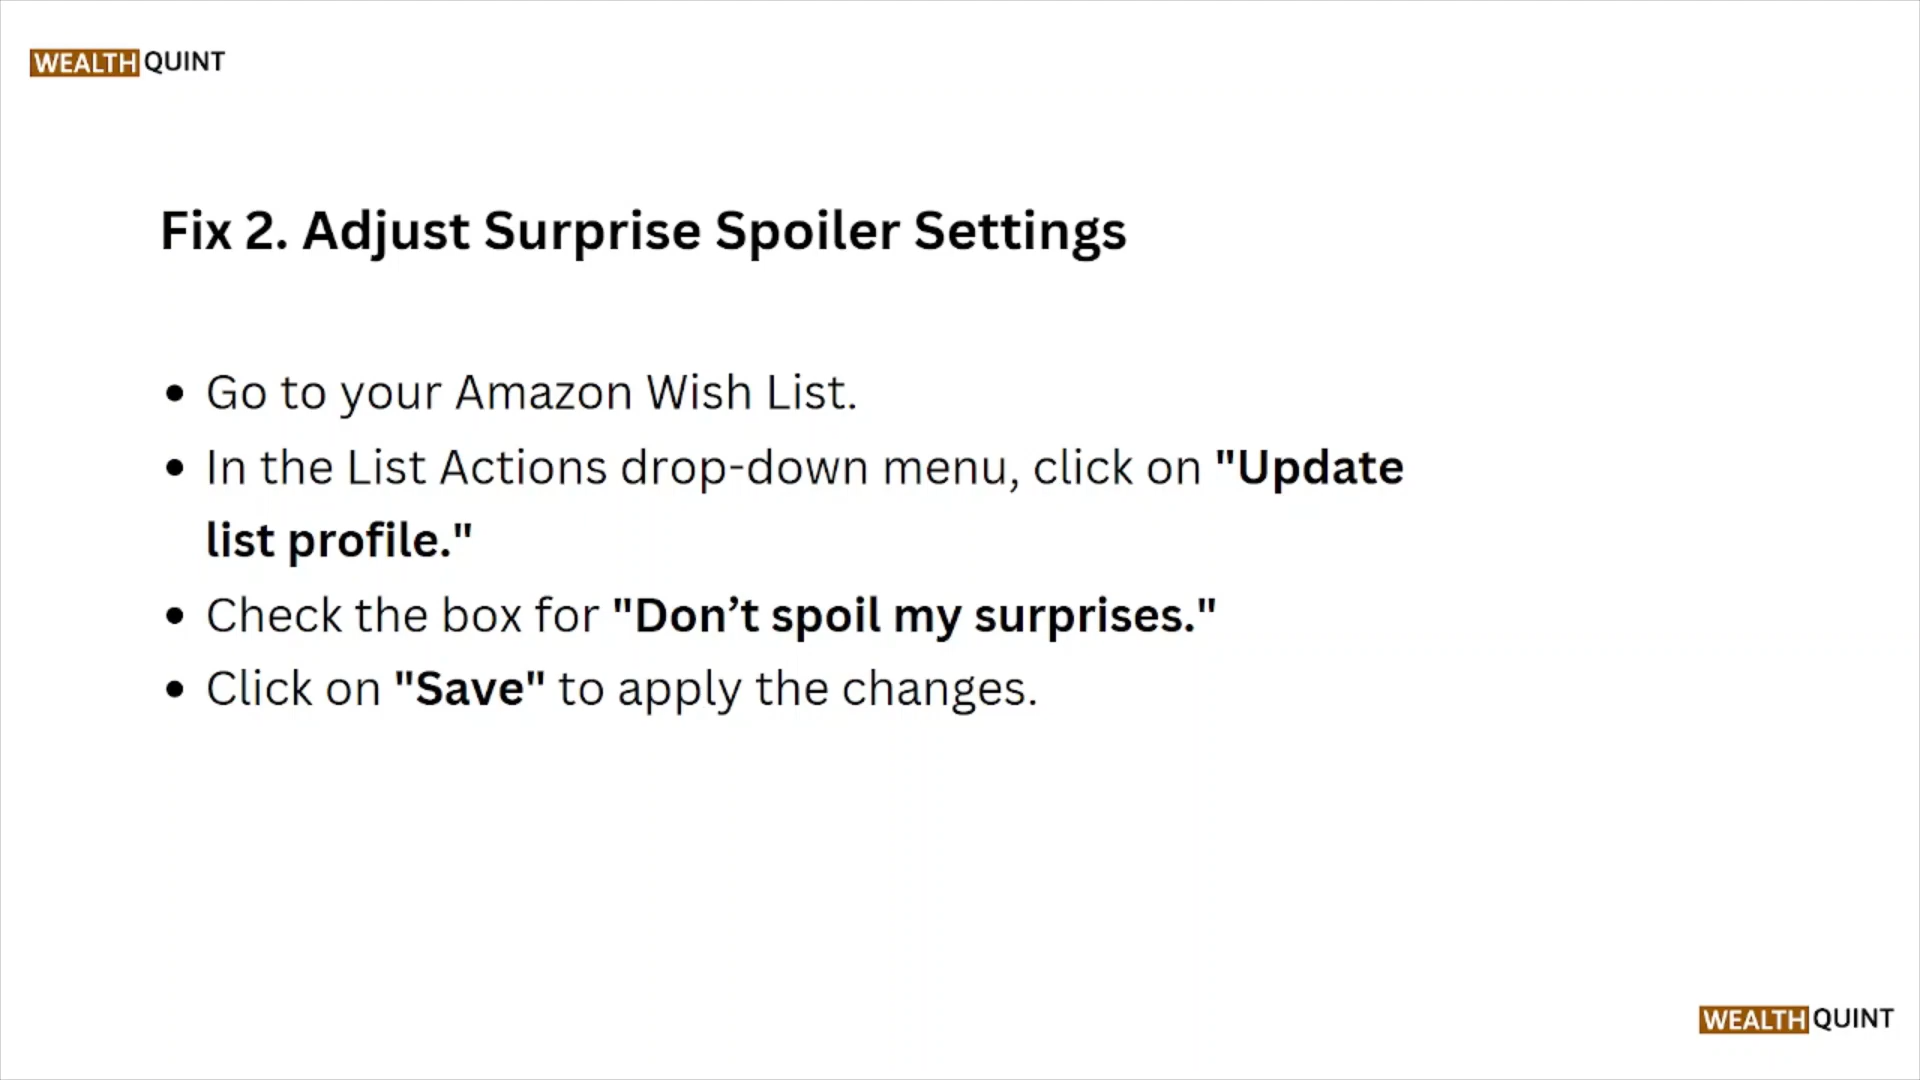 WEALTH QUINT
Fix 2. Adjust Surprise Spoiler Settings
• Go to your Amazon Wish List.
• In the List Actions drop-down menu, click on "Update
list profile."
• Check the box for "Don’t spoil my surprises."
• Click on "Save" to apply the changes.
WEALTH QUINT